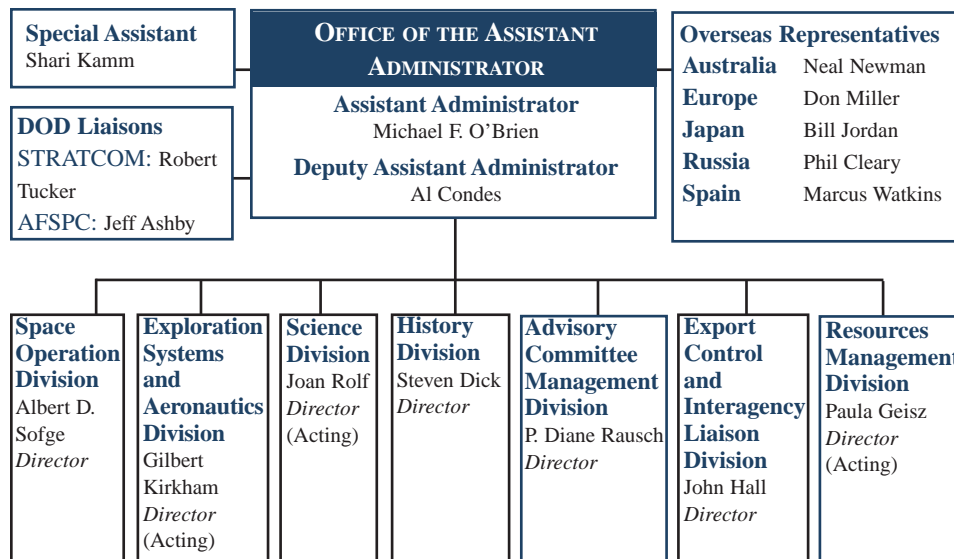 Special Assistant
Shari Kamm
DOD Liaisons
STRATCOM: Robert
Tucker
AFSPC: Jeff Ashby
OFFICE OF THE ASSISTANT
ADMINISTRATOR
Assistant Administrator
Michael F. O'Brien
Deputy Assistant Administrator
Al Condes
Overseas Representatives
Australia Neal Newman
Europe Don Miller
Japan Bill Jordan
Russia Phil Cleary
Spain Marcus Watkins
Space
Operation
Division
Albert D.
Sofge
Director
Exploration
Systems
and
Aeronautics
Division
Gilbert
Kirkham
Director
(Acting)
Science
Division
Joan Rolf
Director
(Acting)
History
Division
Steven Dick
Director
Advisory
Committee
Management
Division
P. Diane Rausch
Director
Export
Control
and
Interagency
Liaison
Division
John Hall
Director
Resources
Management
Division
Paula Geisz
Director
(Acting)